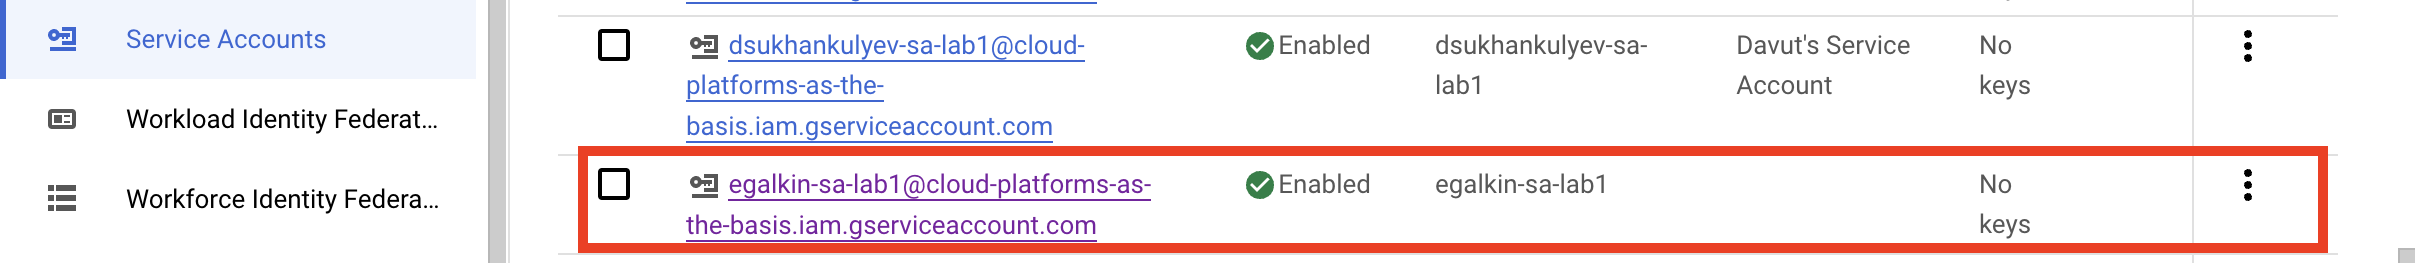 Service Accounts
Workload Identity Federat...
Workforce Identity Federa...
dsukhankulyev-sa-lab1@cloud-
platforms-as-the-
basis.iam.gserviceaccount.com
Enabled
dsukhankulyev-sa-
lab1
Davut's Service
Account
No
keys
egalkin-sa-lab1@cloud-platforms-as-
the-basis.iam.gserviceaccount.com
Enabled
egalkin-sa-lab1
No
keys